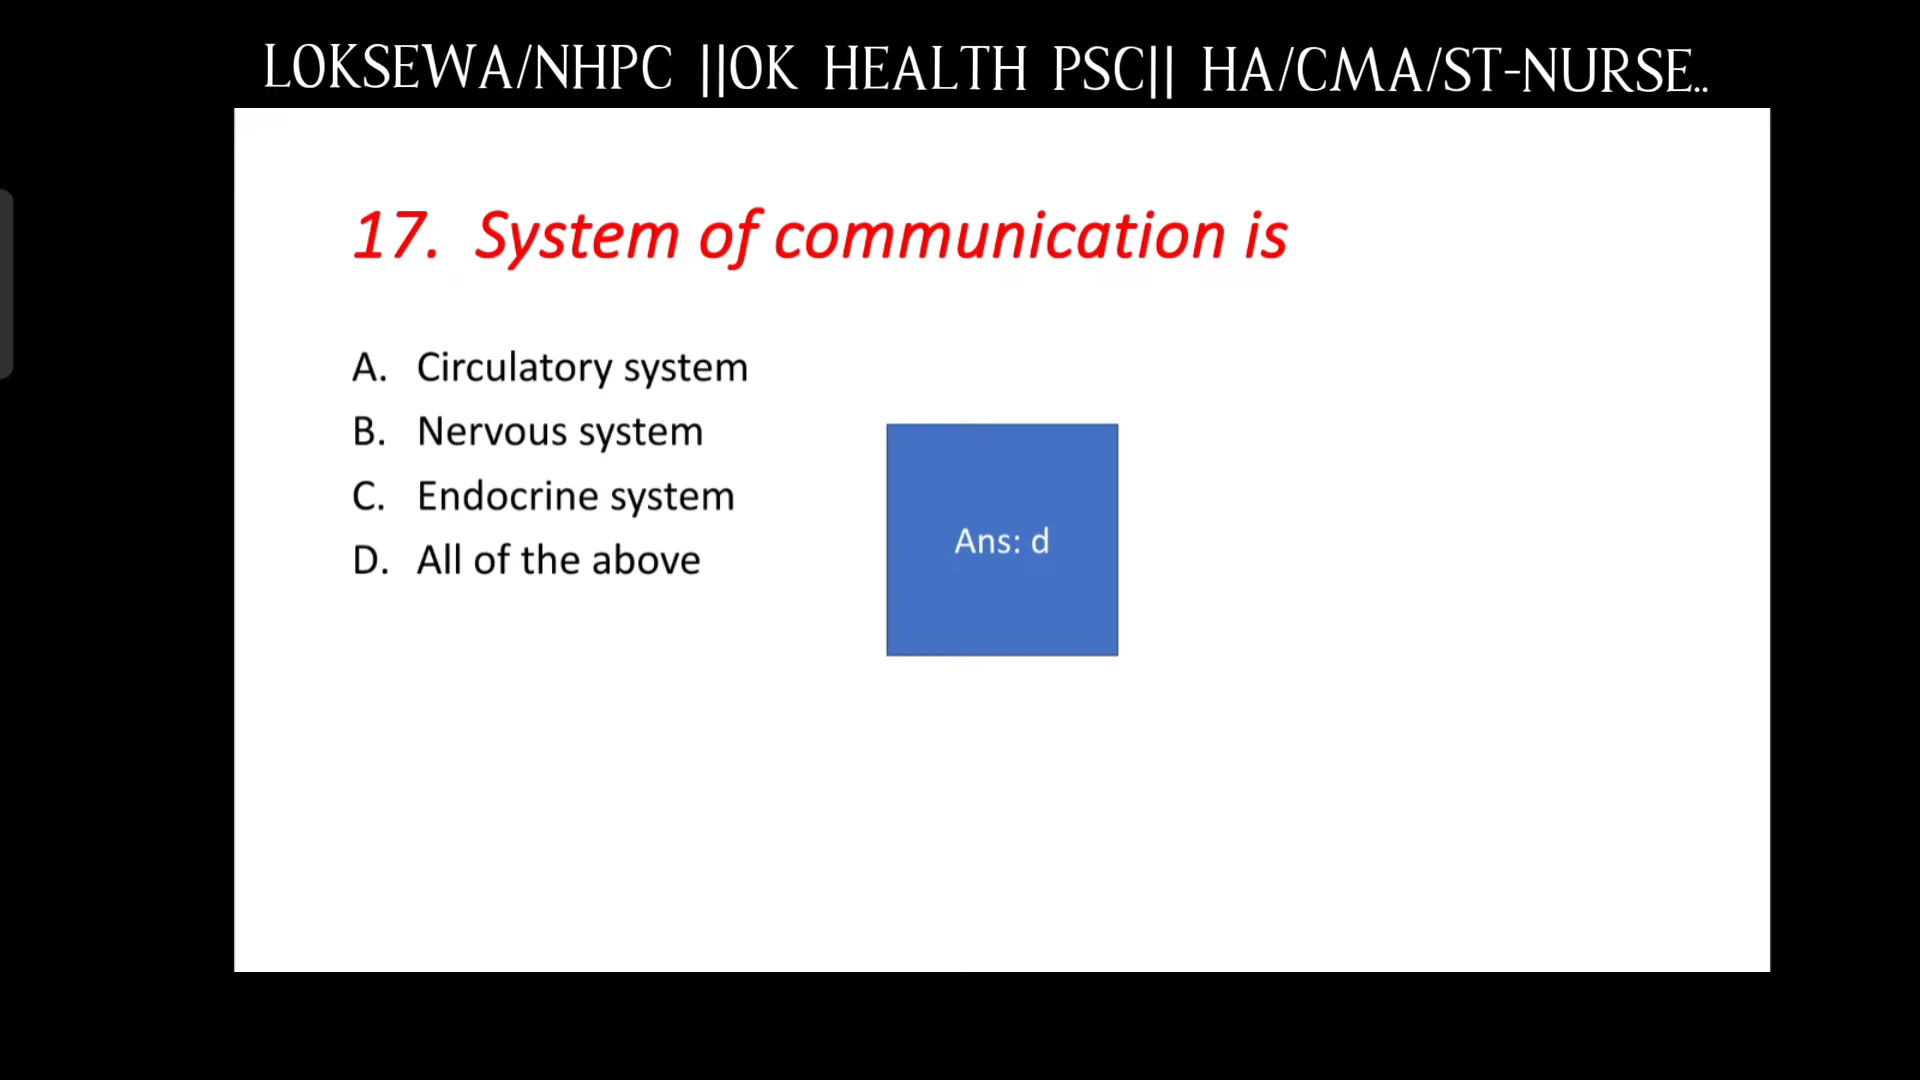 LOKSEWA/NHPC ||OK HEALTH PSC|| HA/CMA/ST-NURSE..
17. System of communication is
A. Circulatory system
B. Nervous system
C. Endocrine system
D. All of the above
Ans: d